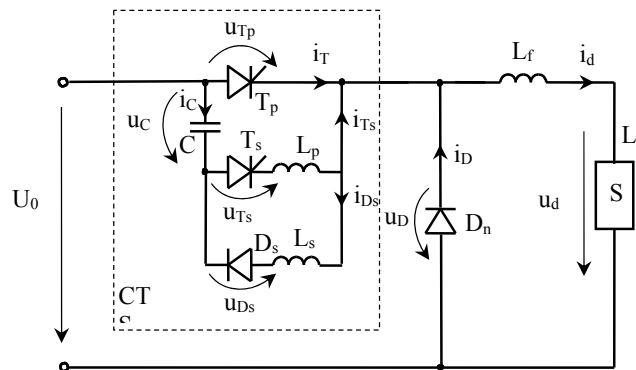 u_Tp
i_T
L_f
i_d
T_p
i_C
u_C
C
T_s
L_p
i_Ts
L
U_0
u_Ts
i_Ds
i_D
u_d
S
u_D
D_n
D_s
L_s
u_Ds
CT
S